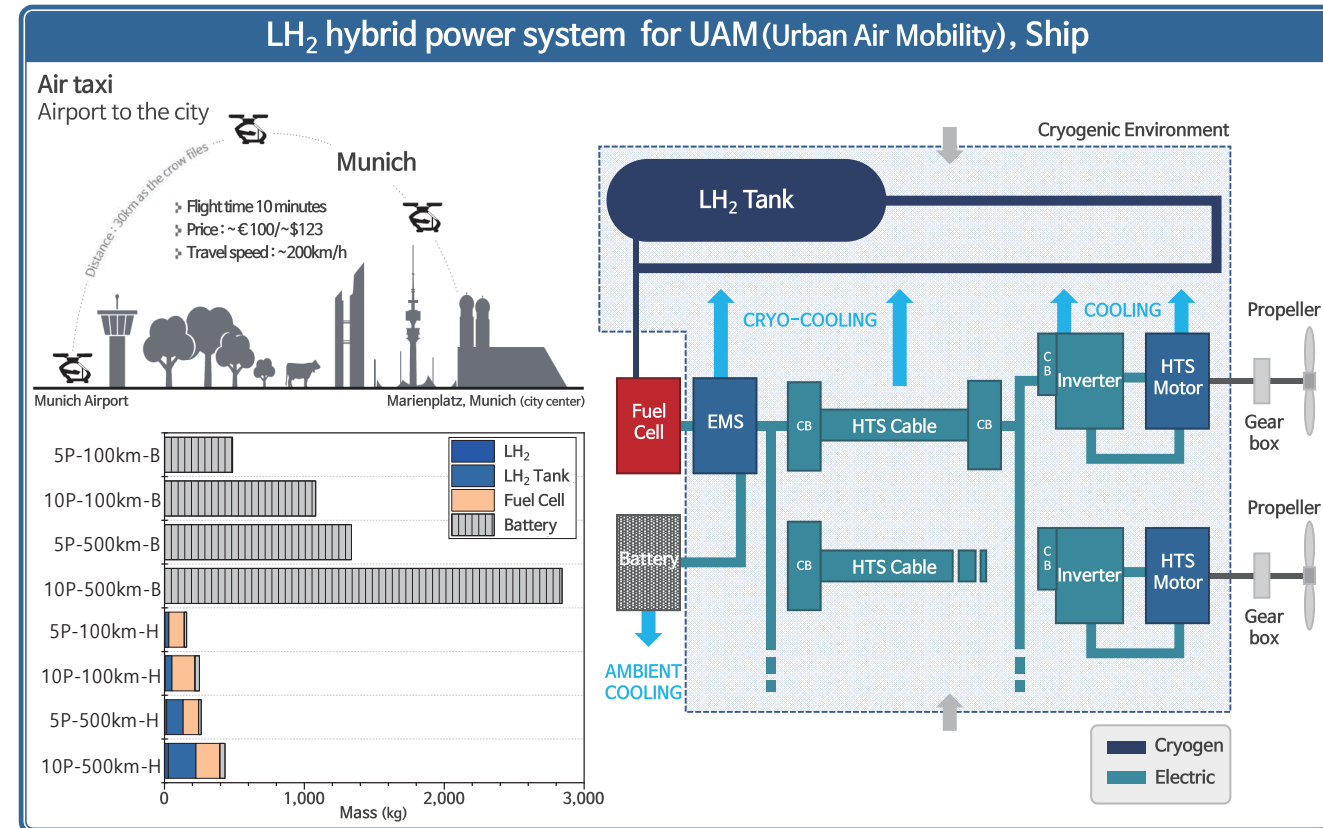 LH₂ hybrid power system for UAM (Urban Air Mobility), Ship
Air taxi
Airport to the city
Distance : 30km as the crow files
Munich
Flight time 10 minutes
Price : ~ € 100/~$123
Travel speed : ~200km/h
Munich Airport
Marienplatz, Munich (city center)
5P-100km-B
10P-100km-B
5P-500km-B
10P-500km-B
5P-100km-H
10P-100km-H
5P-500km-H
10P-500km-H
LH₂
LH₂ Tank
Fuel Cell
Battery
0
1,000
2,000
3,000
Mass (kg)
Cryogenic Environment
LH₂ Tank
CRYO-COOLING
COOLING
Fuel
Cell
EMS
CB
HTS Cable
CB
C
B
Inverter
HTS
Motor
Propeller
Gear
box
Battery
CB
HTS Cable
C
B
Inverter
HTS
Motor
Propeller
Gear
box
AMBIENT
COOLING
Cryogen
Electric